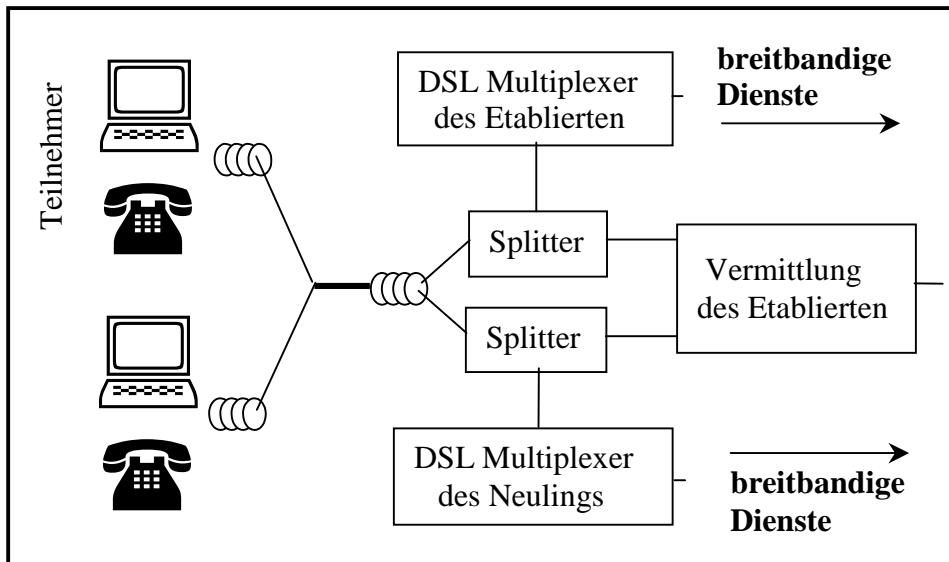 Teilnehmer
DSL Multiplexer
des Etablierten
breitbandige
Dienste
Splitter
Vermittlung
des Etablierten
Splitter
DSL Multiplexer
des Neulings
breitbandige
Dienste